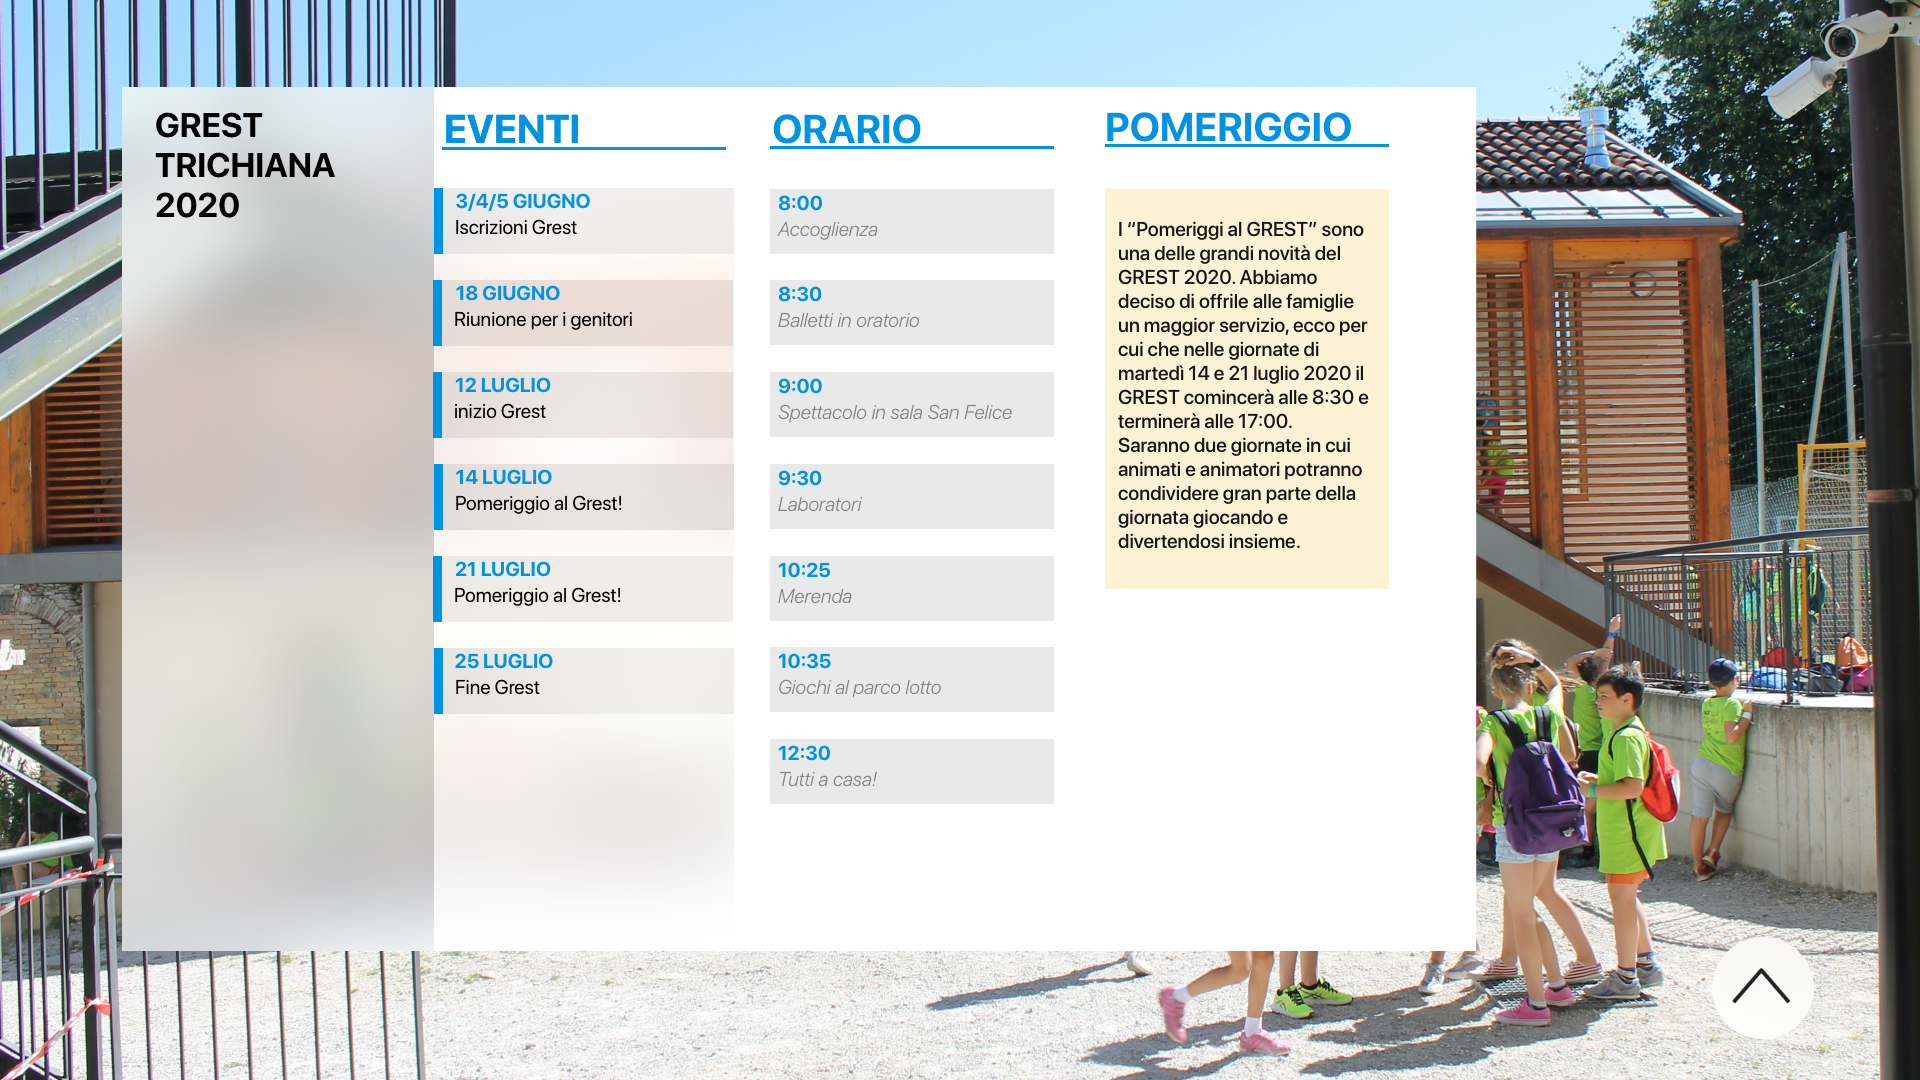 GREST
TRICHIANA
2020
EVENTI
3/4/5 GIUGNO
Iscrizioni Grest
18 GIUGNO
Riunione per i genitori
12 LUGLIO
inizio Grest
14 LUGLIO
Pomeriggio al Grest!
21 LUGLIO
Pomeriggio al Grest!
25 LUGLIO
Fine Grest
ORARIO
8:00
Accoglienza
8:30
Balletti in oratorio
9:00
Spettacolo in sala San Felice
9:30
Laboratori
10:25
Merenda
10:35
Giochi al parco lotto
12:30
Tutti a casa!
POMERIGGIO
I “Pomeriggi al GREST” sono
una delle grandi novità del
GREST 2020. Abbiamo
deciso di offrile alle famiglie
un maggior servizio, ecco per
cui che nelle giornate di
martedì 14 e 21 luglio 2020 il
GREST comincerà alle 8:30 e
terminerà alle 17:00.
Saranno due giornate in cui
animati e animatori potranno
condividere gran parte della
giornata giocando e
divertendosi insieme.